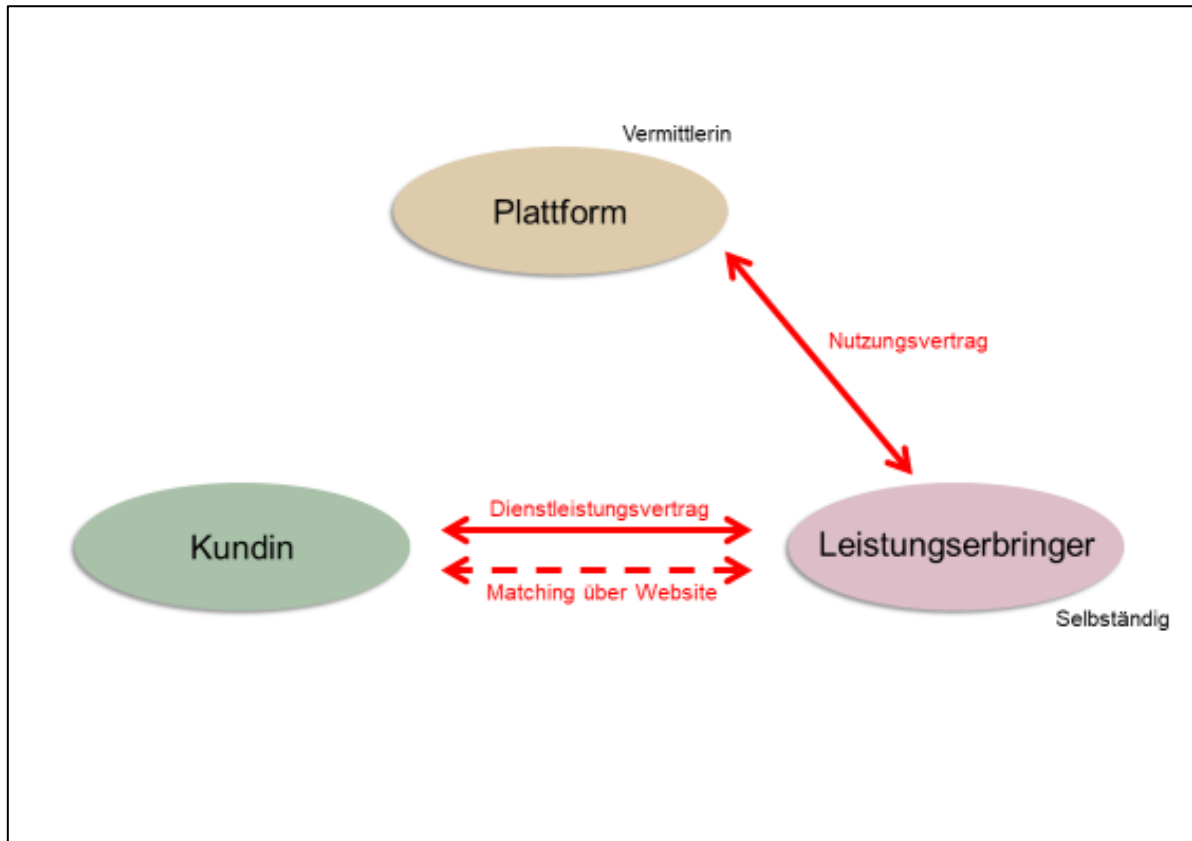 Vermittlerin
Plattform
Nutzungsvertrag
Dienstleistungsvertrag
Kundin
Leistungserbringer
Matching über Website
Selbständig